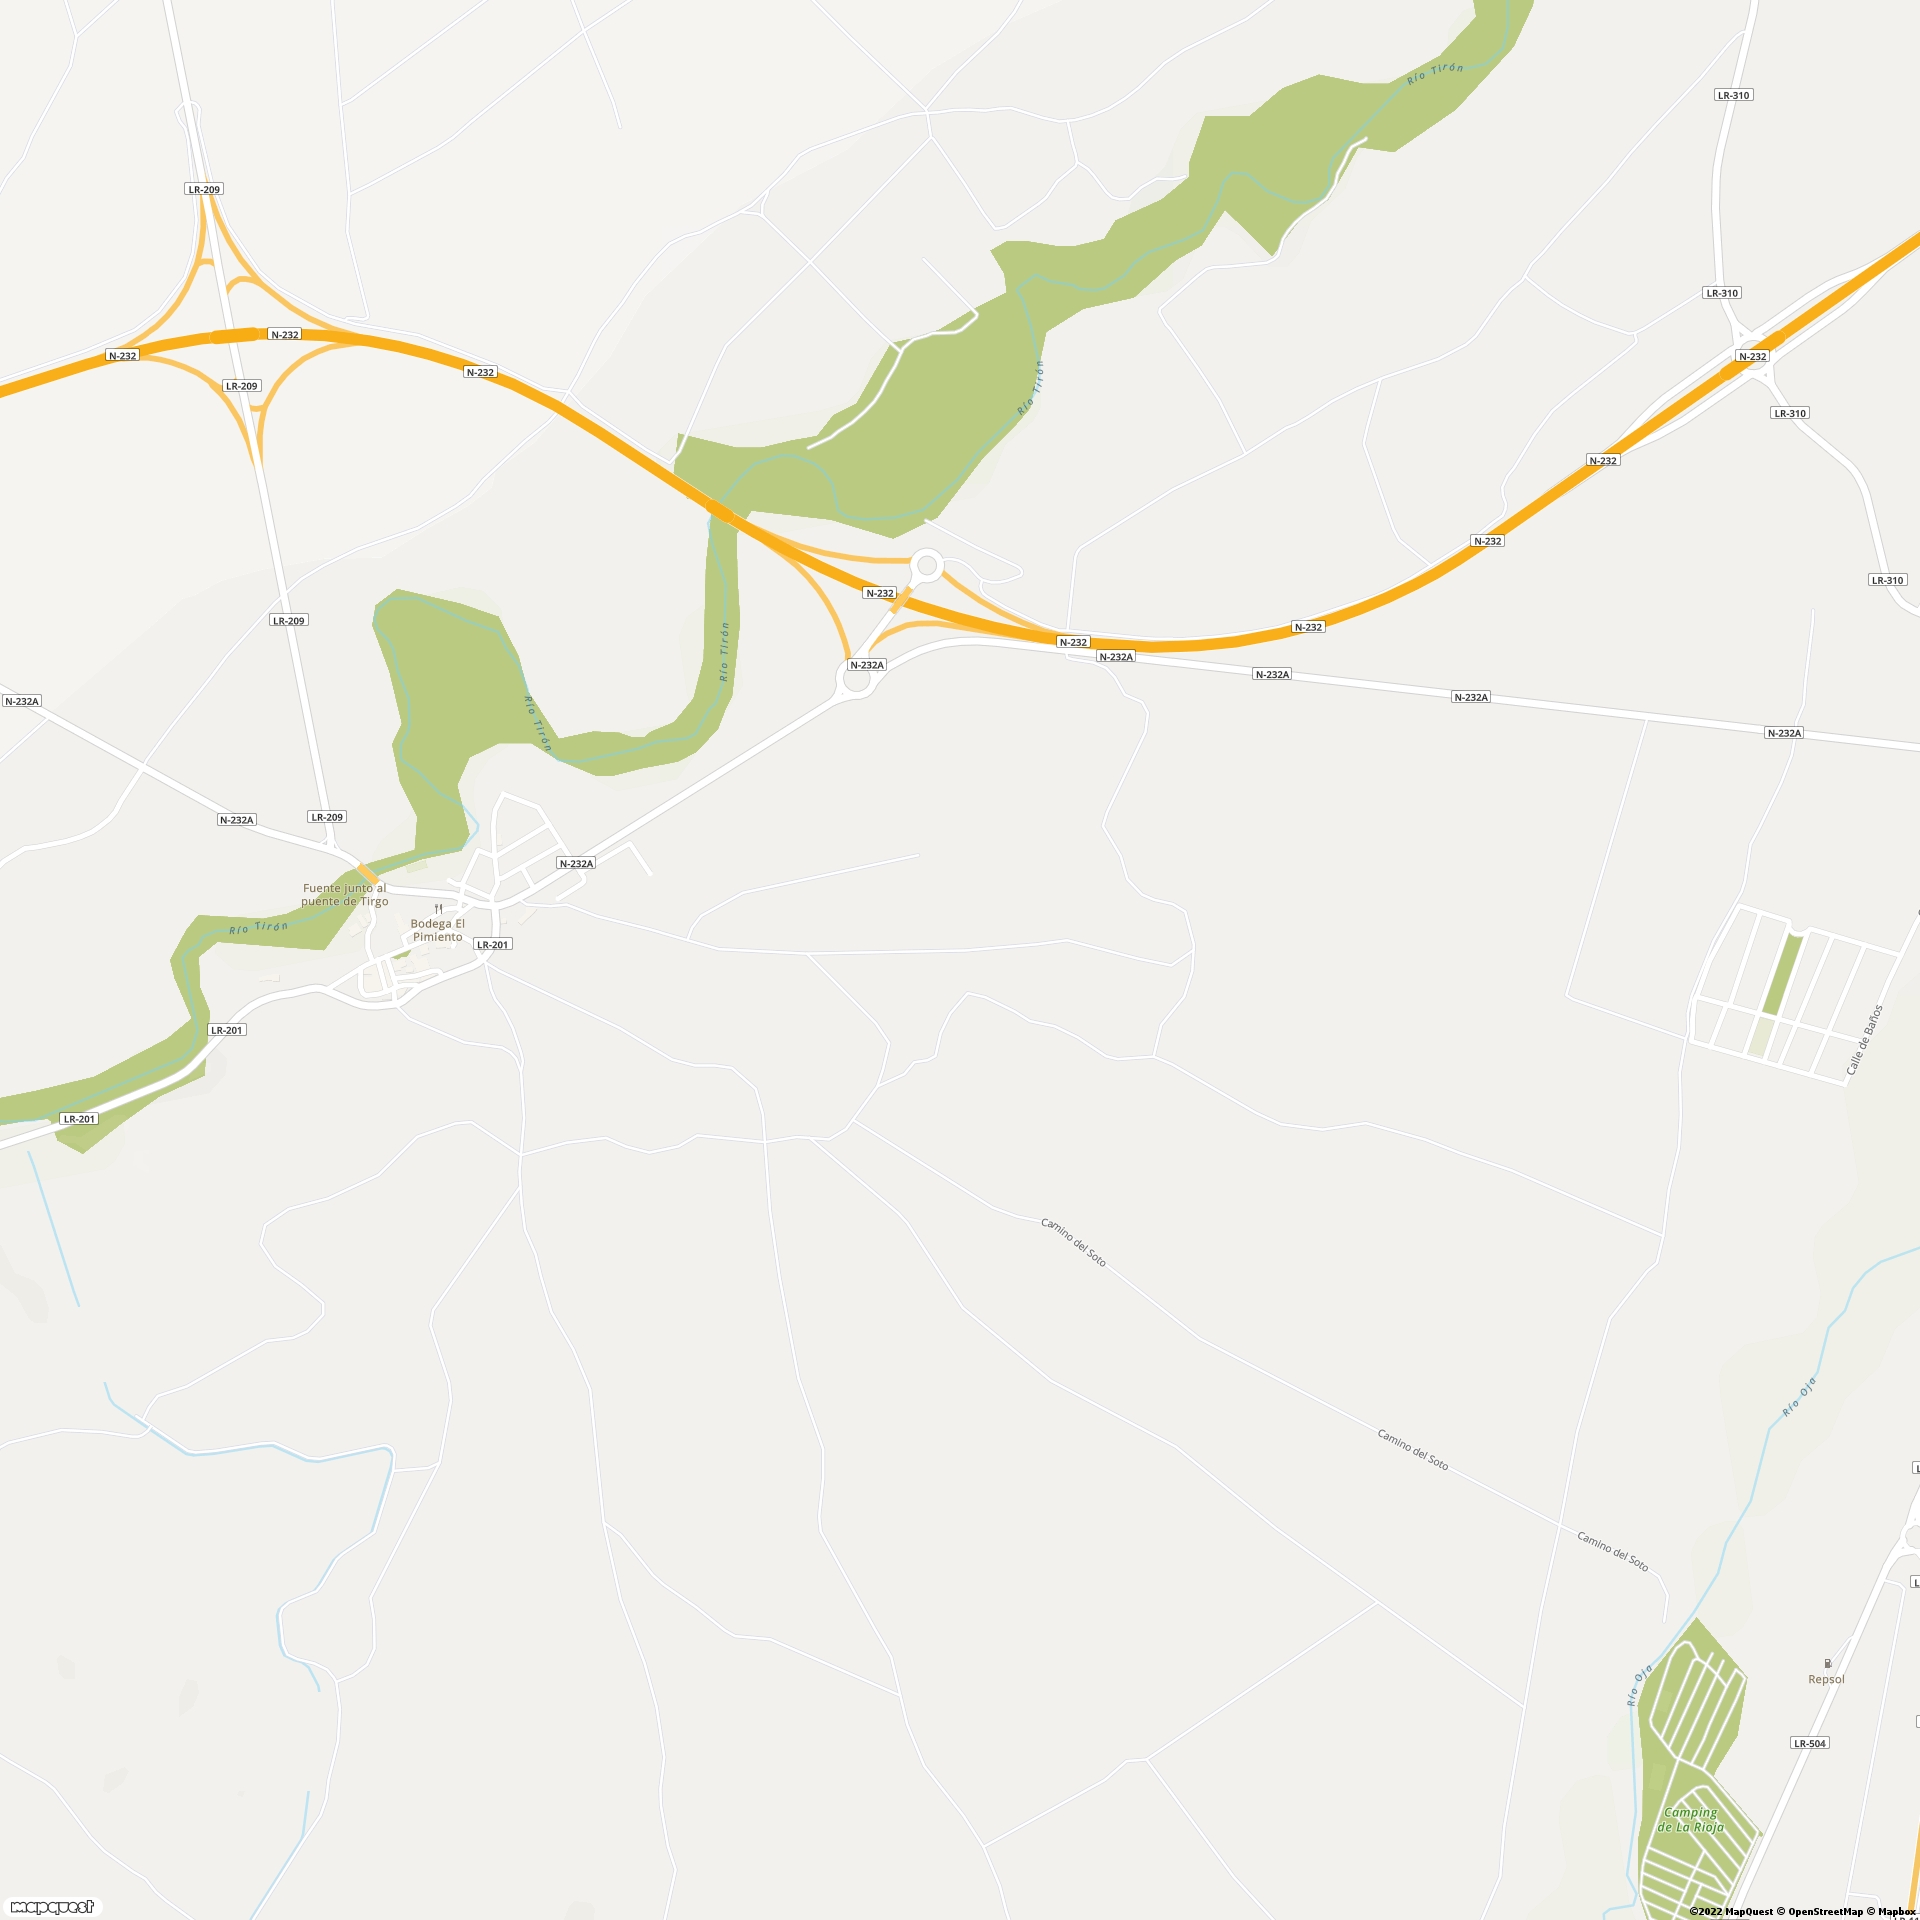 Río Tirón
LR-310
LR-209
LR-310
N-232
N-232
N-232
LR-209
N-232
Río Tirón
LR-310
N-232
N-232
LR-310
N-232
LR-209
N-232
N-232
N-232A
N-232A
Río Tirón
N-232A
N-232A
N-232A
Río Tirón
N-232A
LR-209
N-232A
N-232A
Fuente junto al
puente de Tirgo
Bodega El
Pimiento
Río Tirón
LR-201
LR-201
Calle de Baños
LR-201
Camino del Soto
Río Oja
Camino del Soto
Camino del Soto
Río Oja
Repsol
LR-504
Camping
de La Rioja
mapquest
©2022 MapQuest © OpenStreetMap © Mapbox